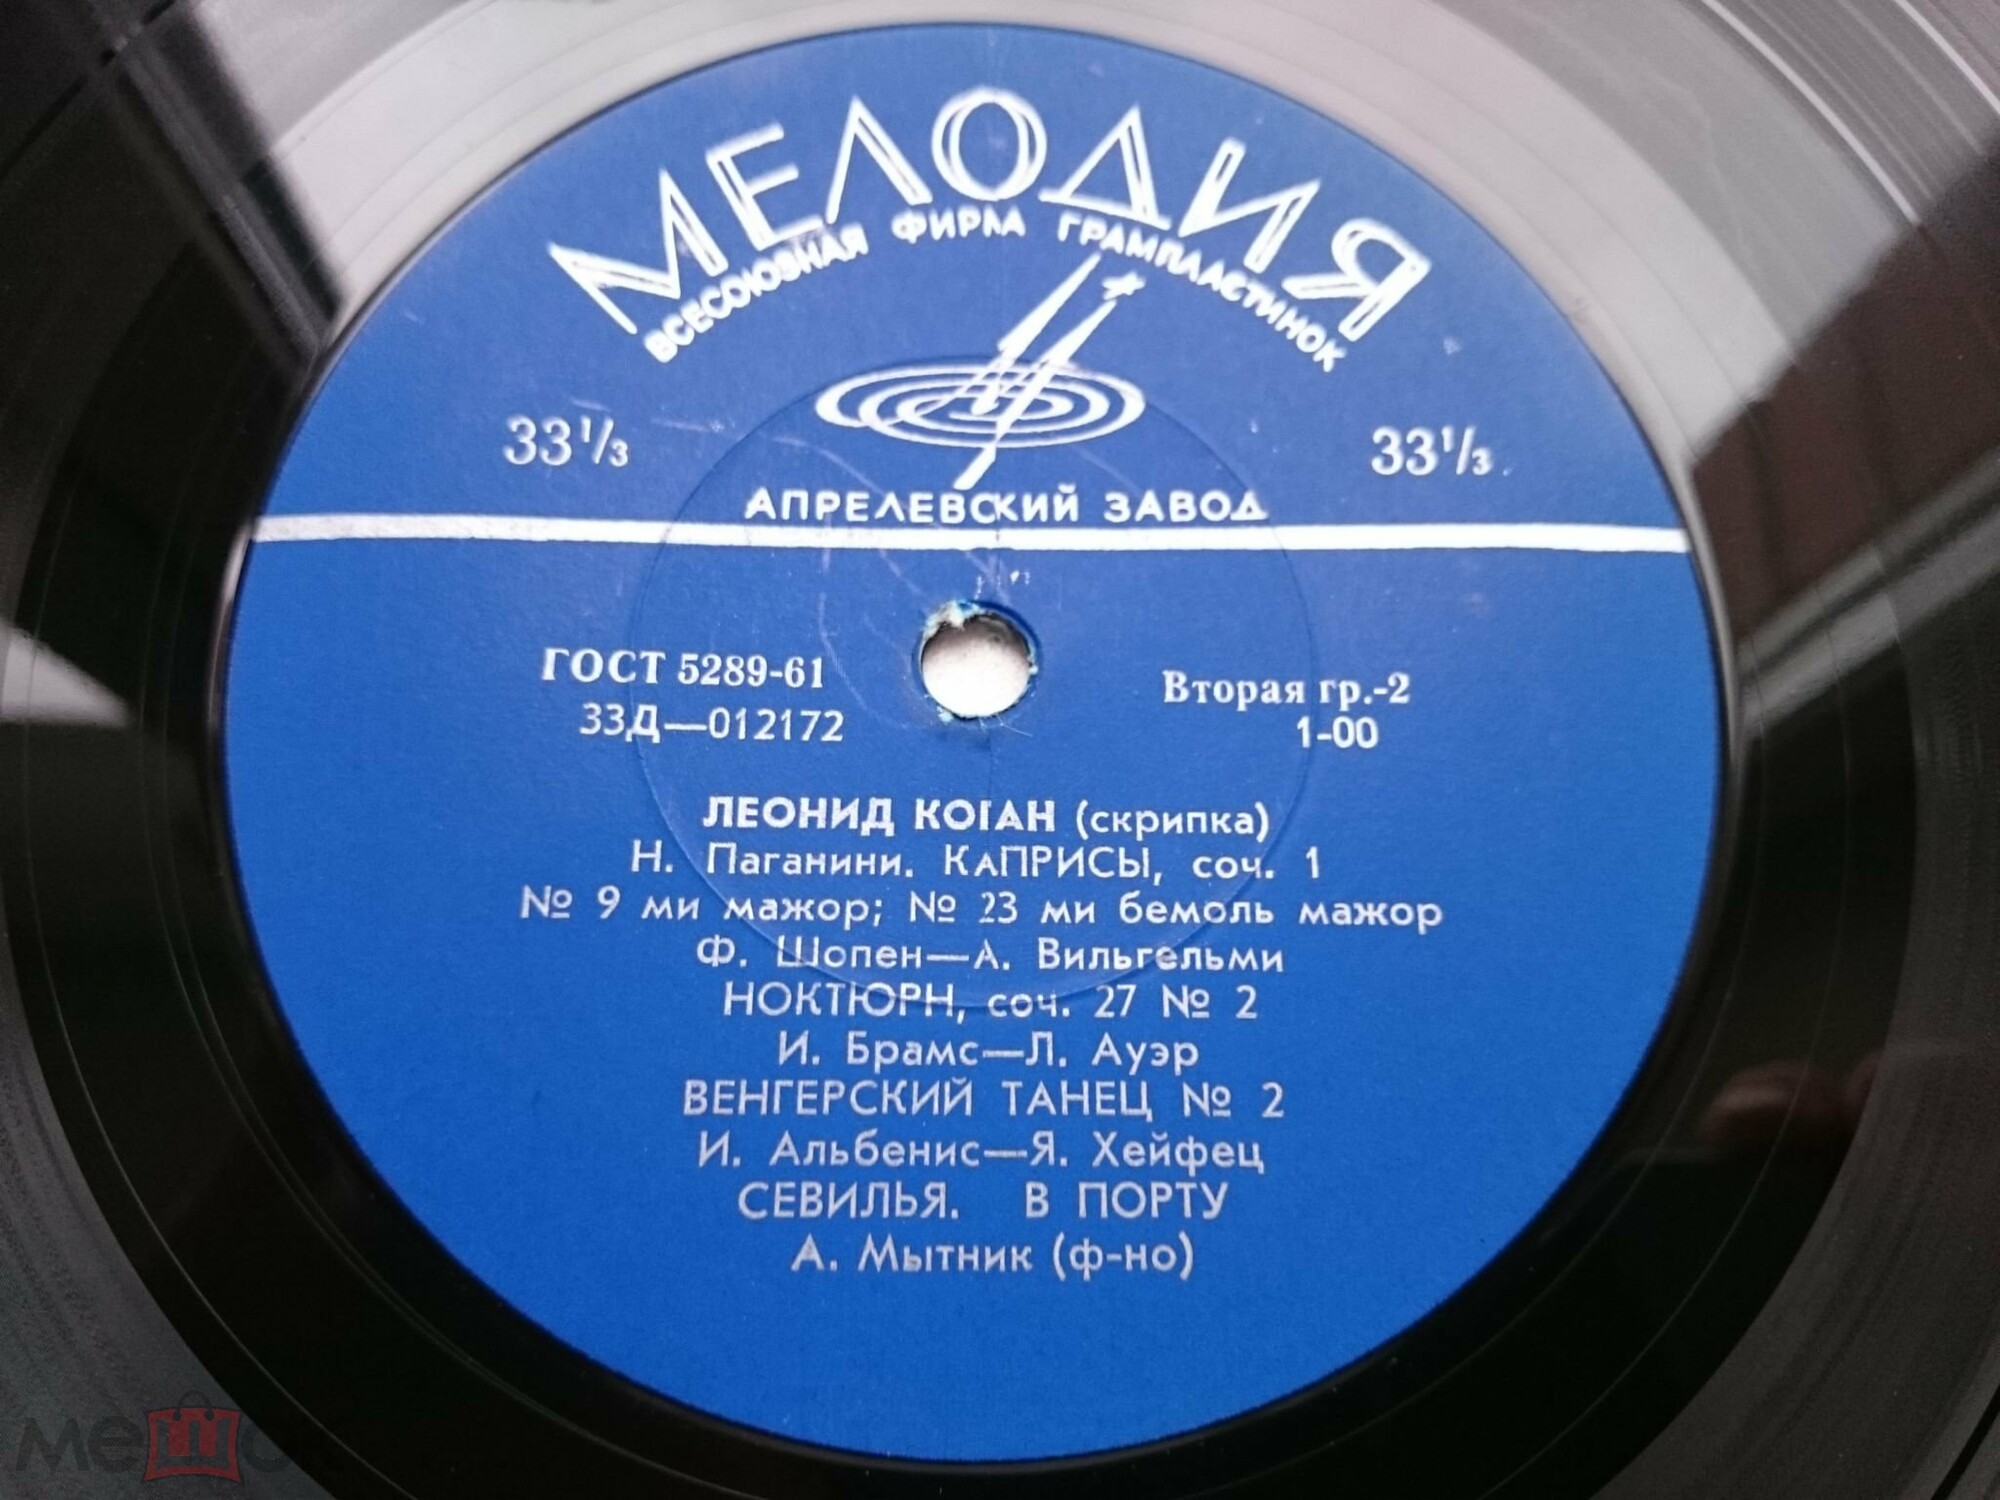 МЕЛОДИЯ
ВСЕСОЮЗНАЯ ФИРМА ГРАМПЛАСТИНОК
33⅓ 33⅓
АПРЕЛЕВСКИЙ ЗАВОД
ГОСТ 5289-61 Вторая гр.-2
33Д—012172 1-00
ЛЕОНИД КОГАН (скрипка)
Н. Паганини. КАПРИСЫ, соч. 1
№ 9 ми мажор; № 23 ми бемоль мажор
Ф. Шопен—А. Вильгельми
НОКТЮРН, соч. 27 № 2
И. Брамс—Л. Ауэр
ВЕНГЕРСКИЙ ТАНЕЦ № 2
И. Альбенис—Я. Хейфец
СЕВИЛЬЯ. В ПОРТУ
А. Мытник (ф-но)